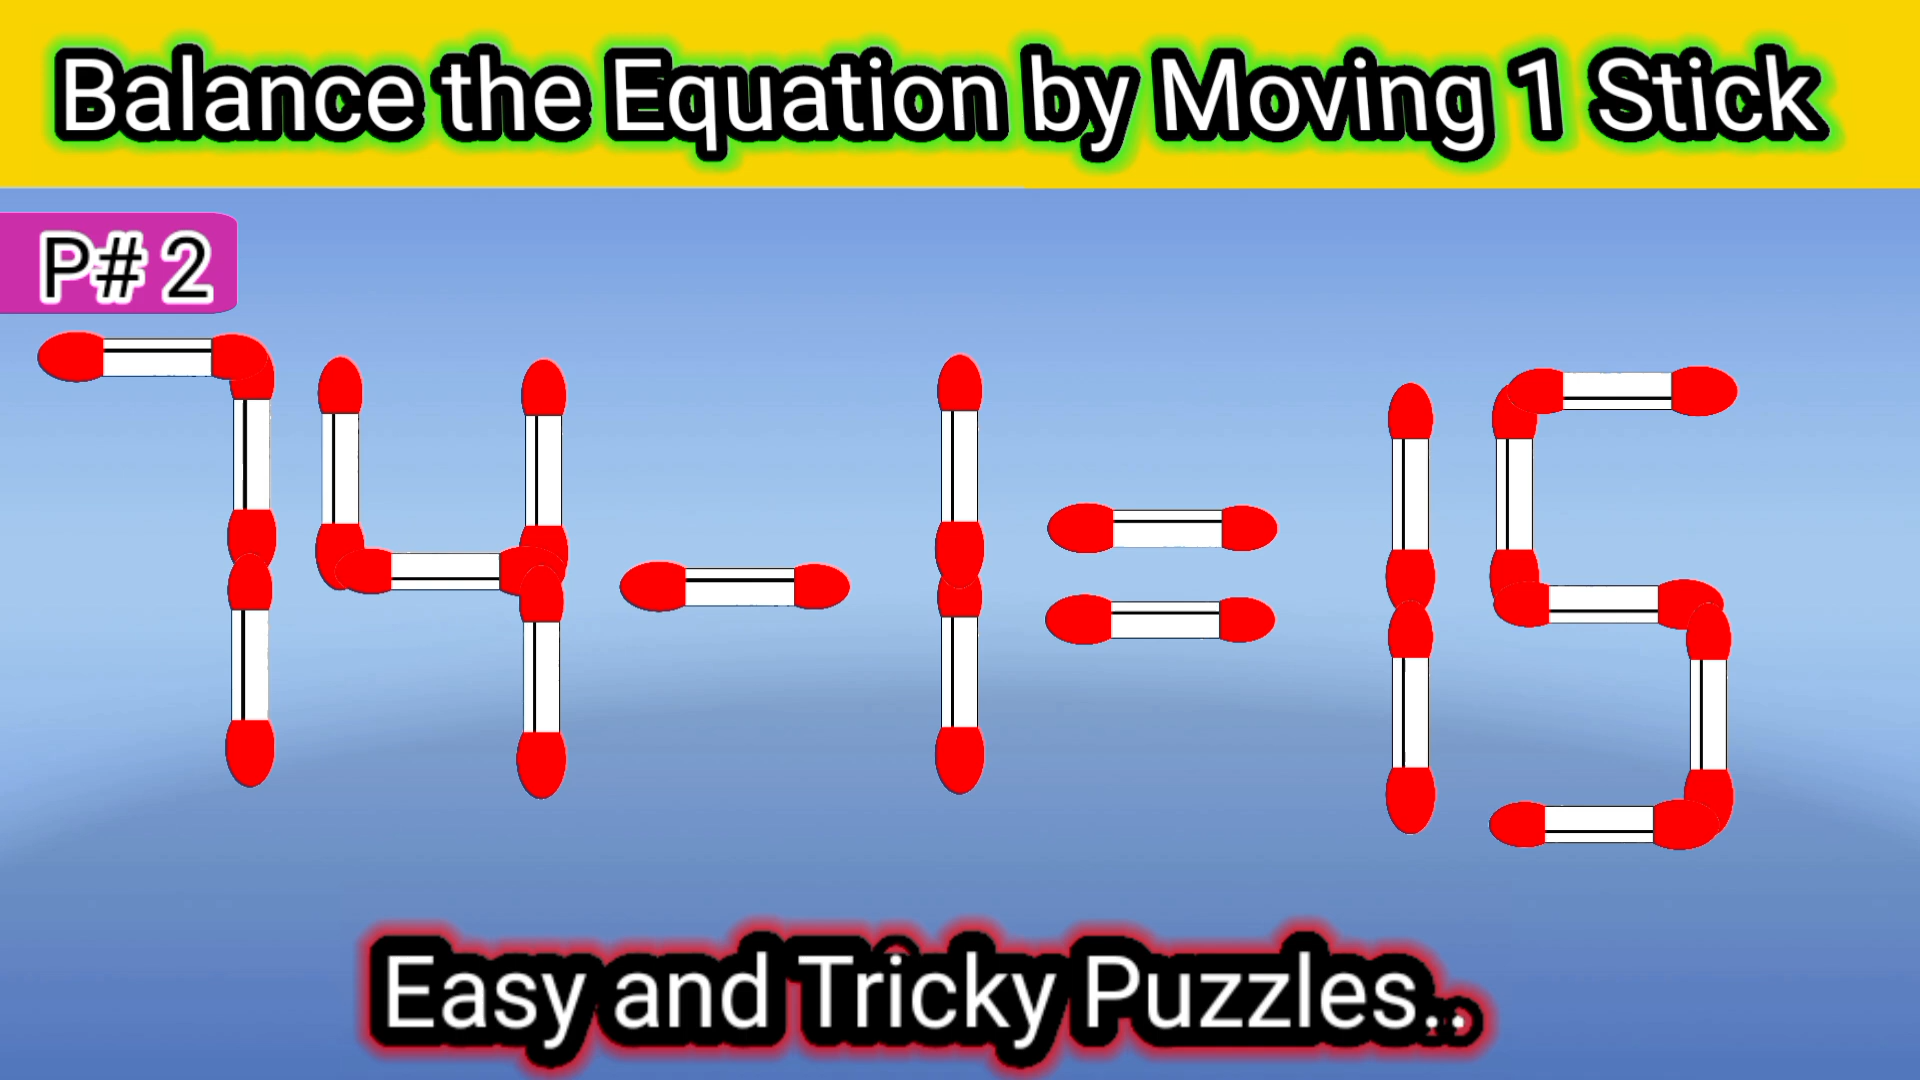 Balance the Equation by Moving 1 Stick
P# 2
74-1=15
Easy and Tricky Puzzles..